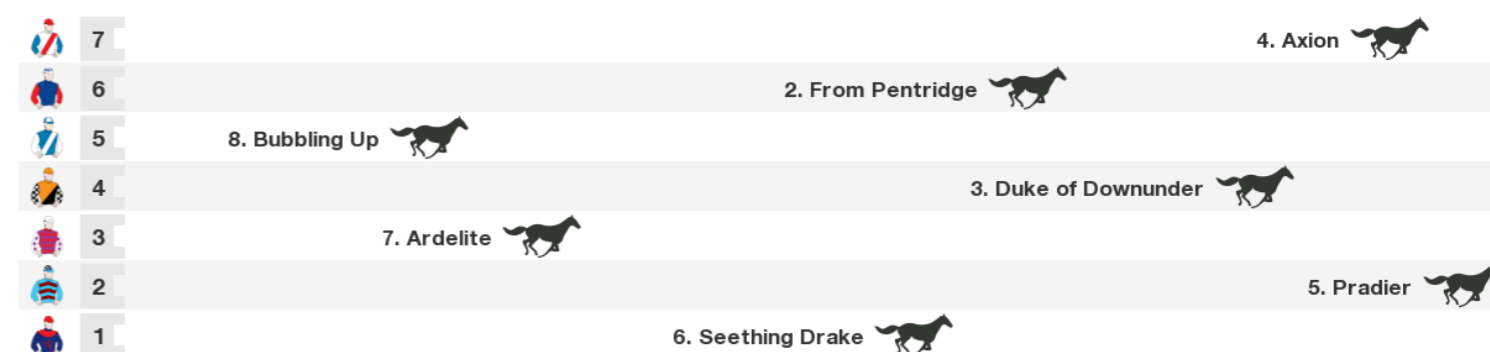 7 4. Axion
6 2. From Pentridge
5 8. Bubbling Up
4 3. Duke of Downunder
3 7. Ardelite
2 5. Pradier
1 6. Seething Drake